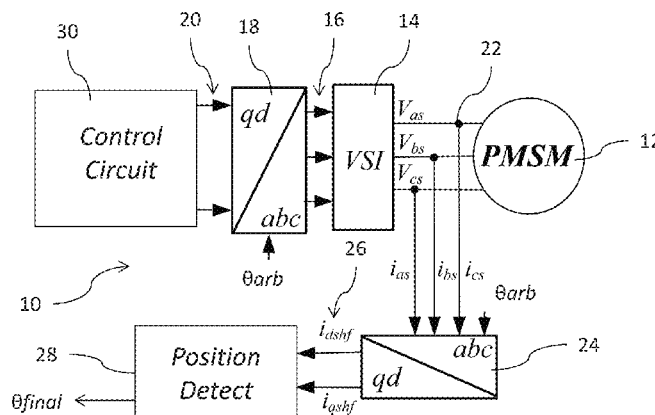 30
20
18
16
14
22
Control
Circuit
qd
abc
VSI
Vas
Vbs
Vcs
PMSM
12
θarb
10
26
ias
ibs
ics
θarb
idshf
iqshf
28
Position
Detect
abc
qd
24
θfinal